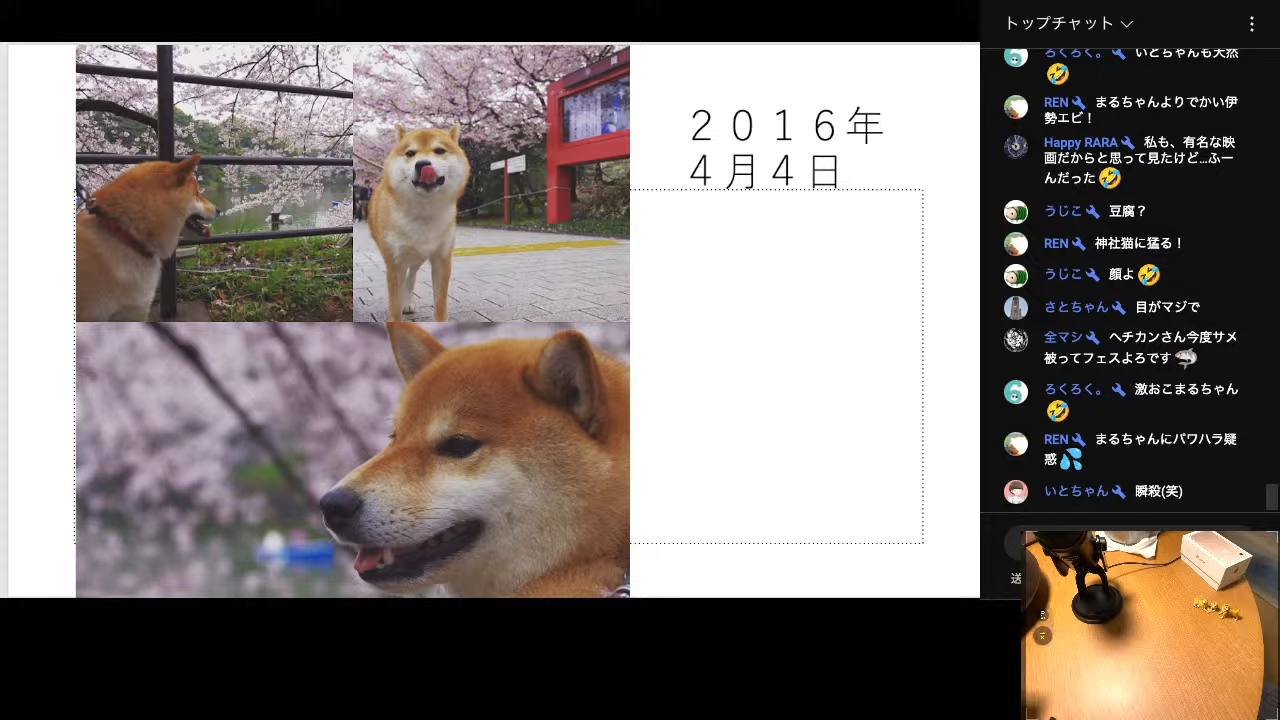 ２０１６年
４月４日
トップチャット
ろくろく。 いとちゃんも天然
🤣
REN まるちゃんよりでかい伊
勢エビ！
Happy RARA 私も、有名な映
画だからと思って見たけど...ふー
んだった🤣
うじこ 豆腐？
REN 神社猫に猛る！
うじこ 顔よ🤣
さとちゃん 目がマジで
全マシ ヘチカンさん今度サメ
被ってフェスよろです🦈
ろくろく。 激おこまるちゃん
🤣
REN まるちゃんにパワハラ疑
惑💦
いとちゃん 瞬殺(笑)
送